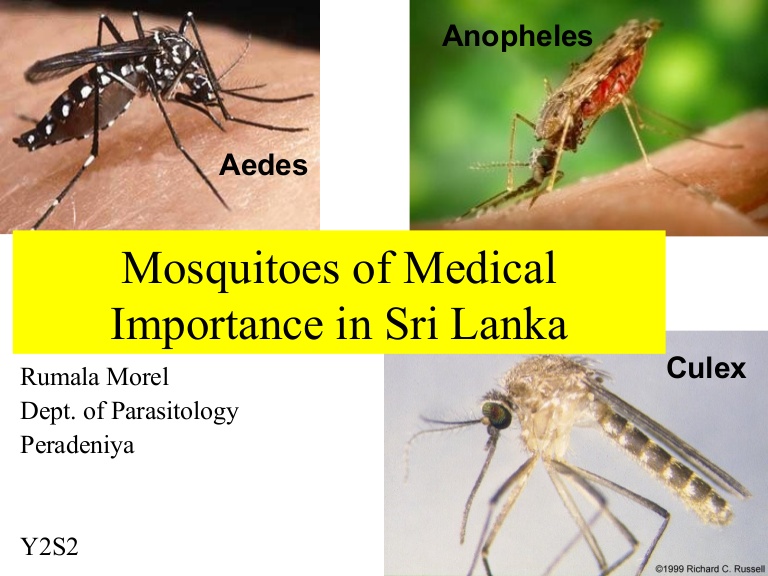 Anopheles
Aedes
Mosquitoes of Medical
Importance in Sri Lanka
Culex
Rumala Morel
Dept. of Parasitology
Peradeniya
Y2S2
©1999 Richard C. Russell